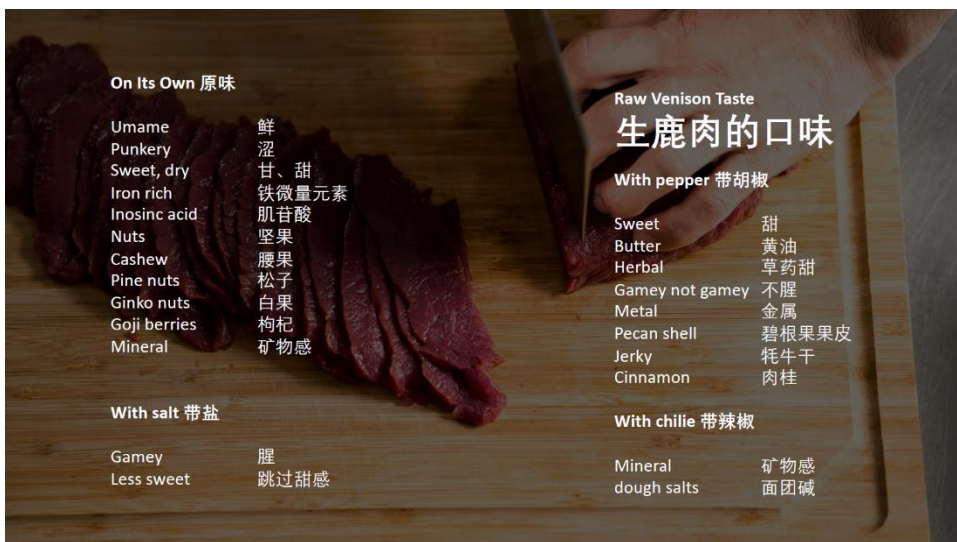 On Its Own 原味
Umame 鲜
Punkery 涩
Sweet, dry 甘、甜
Iron rich 铁微量元素
Inosinc acid 肌苷酸
Nuts 坚果
Cashew 腰果
Pine nuts 松子
Ginko nuts 白果
Goji berries 枸杞
Mineral 矿物感
With salt 带盐
Gamey 腥
Less sweet 跳过甜感
Raw Venison Taste
生鹿肉的口味
With pepper 带胡椒
Sweet 甜
Butter 黄油
Herbal 草药甜
Gamey not gamey 不腥
Metal 金属
Pecan shell 碧根果果皮
Jerky 牦牛干
Cinnamon 肉桂
With chilie 带辣椒
Mineral 矿物感
dough salts 面团碱